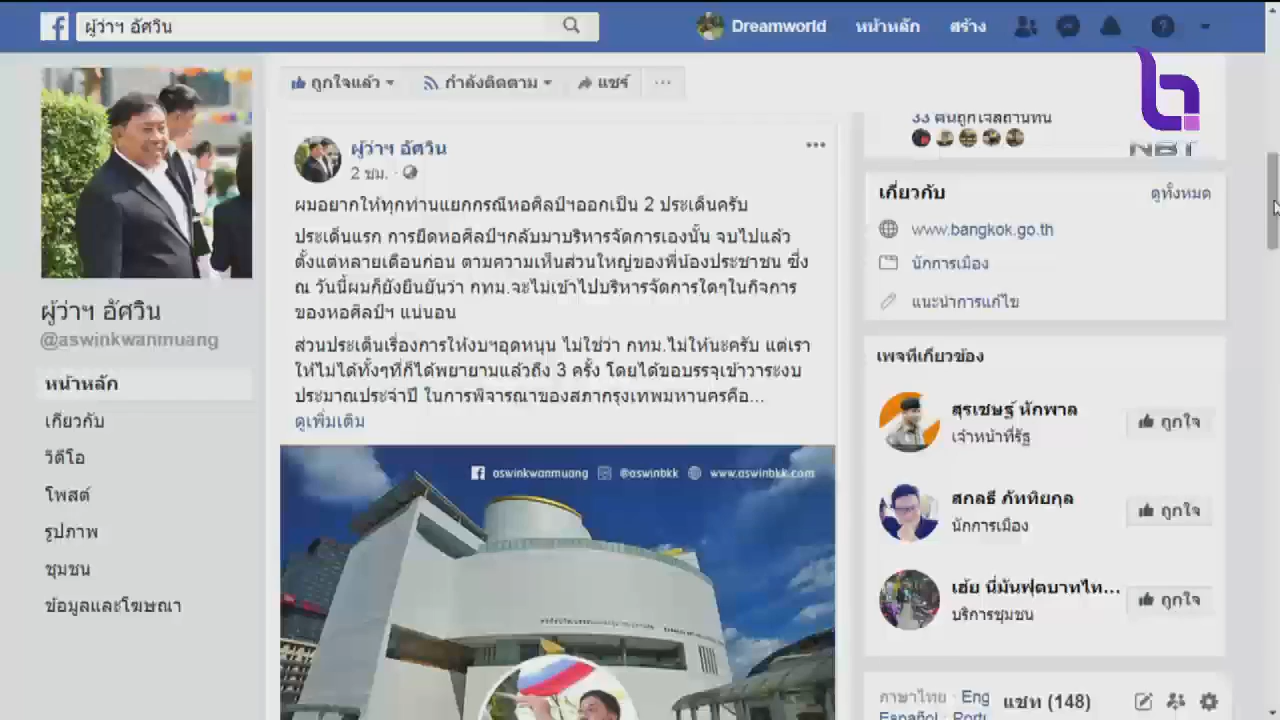 ผู้ว่าฯ อัศวิน
Dreamworld
หน้าหลัก
สร้าง
ถูกใจแล้ว
กำลังติดตาม
แชร์
NBT
33 คนถูกใจสถานที่นี้
ผู้ว่าฯ อัศวิน
@aswinkwanmuang
หน้าหลัก
เกี่ยวกับ
วิดีโอ
โพสต์
รูปภาพ
ชุมชน
ข้อมูลและโฆษณา
ผู้ว่าฯ อัศวิน
2 ชม.
ผมอยากให้ทุกท่านแยกกรณีหอศิลป์ฯออกเป็น 2 ประเด็นครับ
ประเด็นแรก การยึดหอศิลป์ฯกลับมาบริหารจัดการเองนั้น จบไปแล้ว
ตั้งแต่หลายเดือนก่อน ตามความเห็นส่วนใหญ่ของพี่น้องประชาชน ซึ่ง
ณ วันนี้ผมก็ยังยืนยันว่า กทม.จะไม่เข้าไปบริหารจัดการใดๆในกิจการ
ของหอศิลป์ฯ แน่นอน
ส่วนประเด็นเรื่องการให้งบฯอุดหนุน ไม่ใช่ว่า กทม.ไม่ให้นะครับ แต่เรา
ให้ไม่ได้ทั้งๆที่ก็ได้พยายามแล้วถึง 3 ครั้ง โดยได้ขอบรรจุเข้าวาระงบ
ประมาณประจำปี ในการพิจารณาของสภากรุงเทพมหานครคือ...
ดูเพิ่มเติม
aswinkwanmuang
@aswinbkk
www.aswinbkk.com
เกี่ยวกับ
ดูทั้งหมด
www.bangkok.go.th
นักการเมือง
แนะนำการแก้ไข
เพจที่เกี่ยวข้อง
สุรเชษฐ์ หักพาล
เจ้าหน้าที่รัฐ
ถูกใจ
สกลธี ภัททิยกุล
นักการเมือง
ถูกใจ
เฮ้ย นี่มันฟุตบาทไท...
บริการชุมชน
ถูกใจ
ภาษาไทย · Eng
Español · Portu
แชท (148)